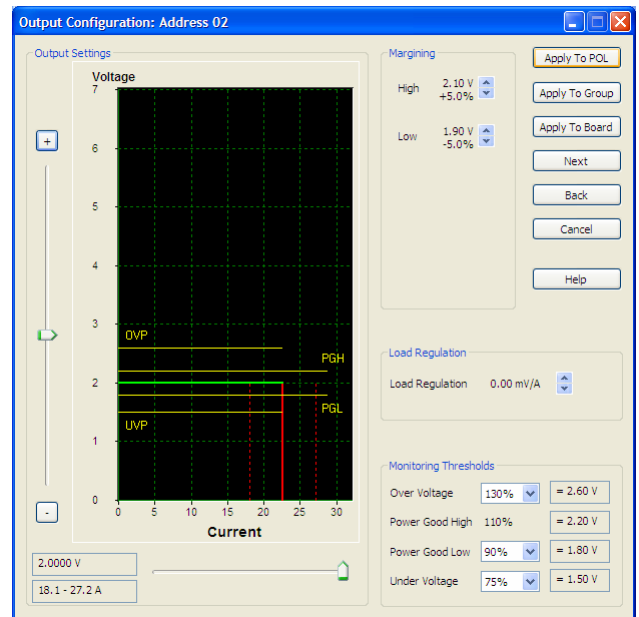 Output Configuration: Address 02
Output Settings
Voltage
7
6
5
4
3
2
1
0
OVP
PGH
PGL
UVP
0 5 10 15 20 25 30
Current
+
-
2.0000 V
18.1 - 27.2 A
Margining
High 2.10 V
+5.0%
Low 1.90 V
-5.0%
Apply To POL
Apply To Group
Apply To Board
Next
Back
Cancel
Help
Load Regulation
Load Regulation 0.00 mV/A
Monitoring Thresholds
Over Voltage 130% = 2.60 V
Power Good High 110% = 2.20 V
Power Good Low 90% = 1.80 V
Under Voltage 75% = 1.50 V